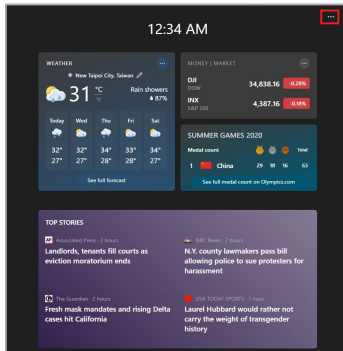 12:34 AM
WEATHER
New Taipei City, Taiwan
31 °C
°F
Rain showers
87%
Today Wed Thu Fri Sat
32° 32° 34° 33° 34°
27° 27° 28° 28° 27°
See full forecast
MONEY | MARKET
DJI
DOW
34,838.16 -0.28%
INX
S&P 500
4,387.16 -0.18%
SUMMER GAMES 2020
Medal count Total
1 China 29 18 16 63
See full medal count on Olympics.com
TOP STORIES
AP Associated Press · 2 hours
Landlords, tenants fill courts as
eviction moratorium ends
NBC News · 2 hours
N.Y. county lawmakers pass bill
allowing police to sue protesters for
harassment
The Guardian · 2 hours
Fresh mask mandates and rising Delta
cases hit California
USA TODAY SPORTS · 1 hour
Laurel Hubbard would rather not
carry the weight of transgender
history